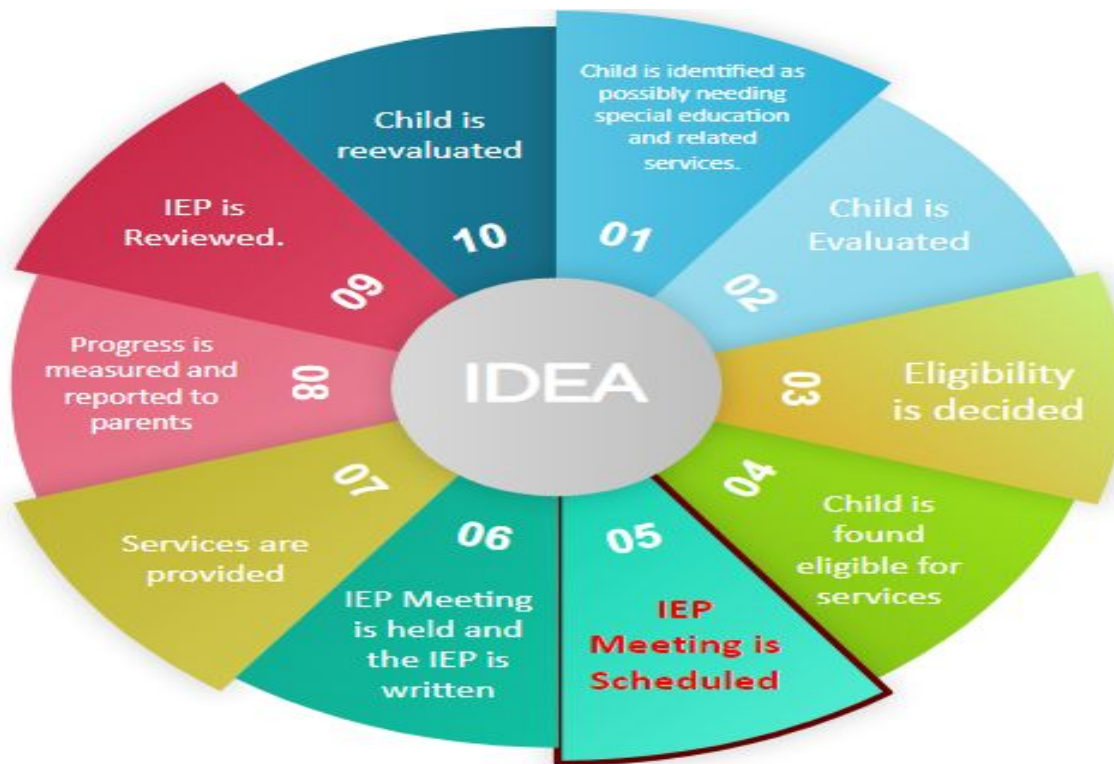 Child is identified as
possibly needing
special education
and related
services.
01
Child is
Evaluated
02
Eligibility
is decided
03
Child is
found
eligible for
services
04
IEP
Meeting is
Scheduled
05
IEP Meeting
is held and
the IEP is
written
06
Services are
provided
07
Progress is
measured and
reported to
parents
08
IEP is
Reviewed.
09
Child is
reevaluated
10
IDEA